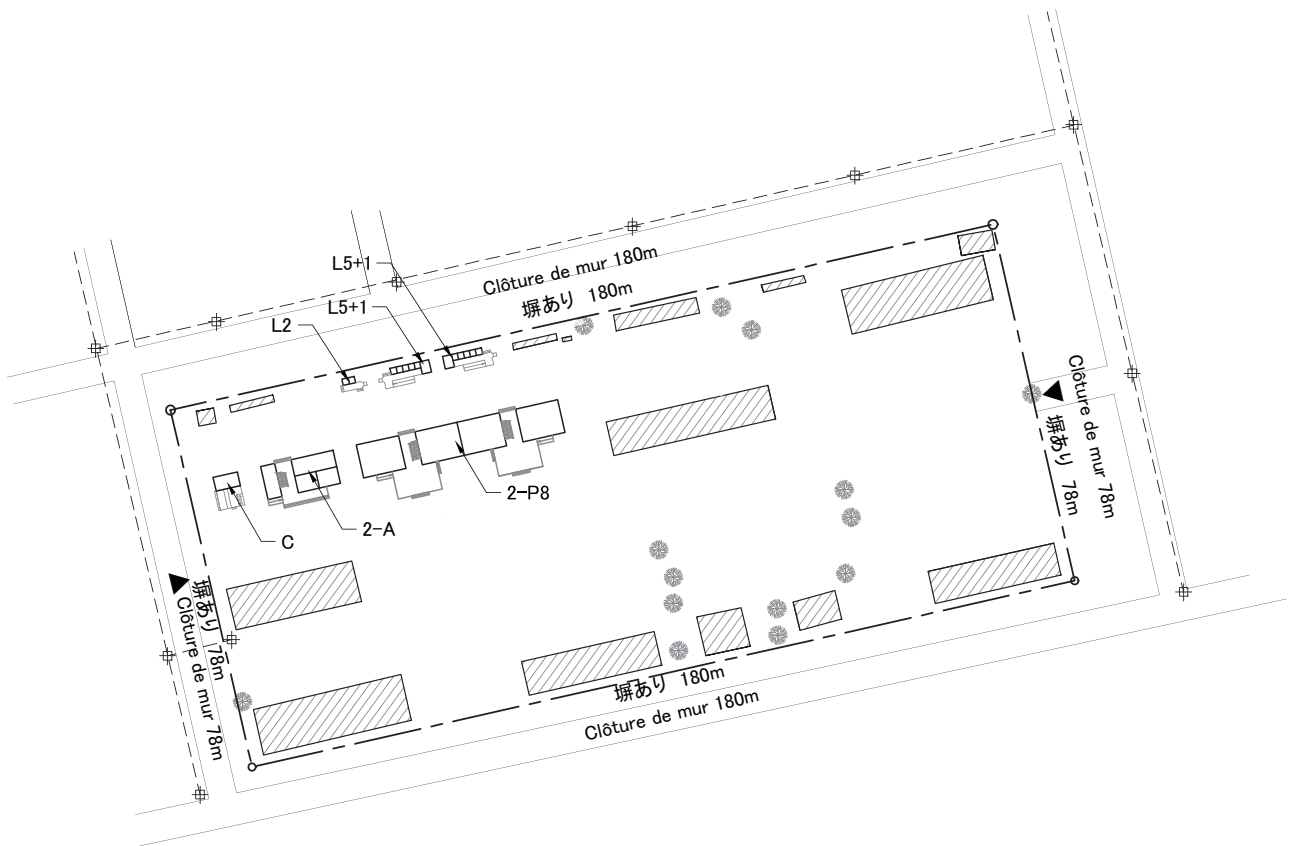 L5+1
Clôture de mur 180m
塀あり 180m
L5+1
L2
Clôture de mur 78m
塀あり 78m
2-P8
2-A
C
塀あり 78m
Clôture de mur 78m
塀あり 180m
Clôture de mur 180m